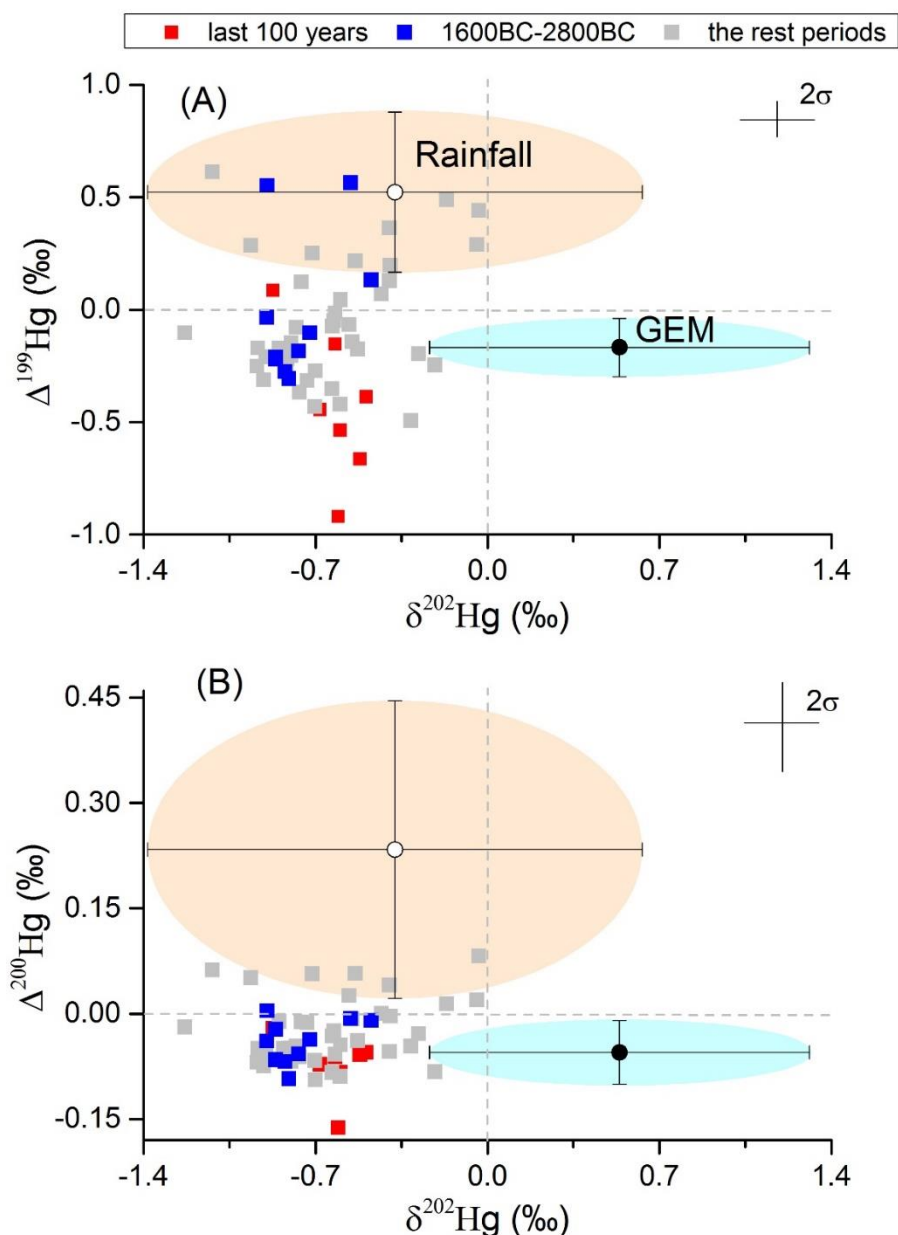 last 100 years 1600BC-2800BC the rest periods
(A)
2σ
Rainfall
GEM
Δ¹⁹⁹Hg (‰)
1.0
0.5
0.0
-0.5
-1.0
-1.4 -0.7 0.0 0.7 1.4
δ²⁰²Hg (‰)
(B)
2σ
Δ²⁰⁰Hg (‰)
0.45
0.30
0.15
0.00
-0.15
-1.4 -0.7 0.0 0.7 1.4
δ²⁰²Hg (‰)